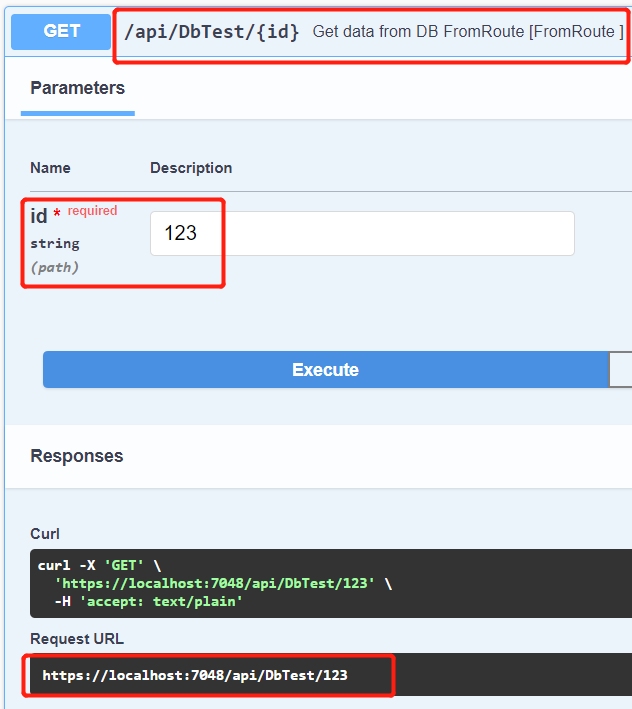 GET /api/DbTest/{id} Get data from DB FromRoute [FromRoute ]
Parameters
Name Description
id * required
string
(path)
123
Execute
Responses
Curl
curl -X 'GET' \
'https://localhost:7048/api/DbTest/123' \
-H 'accept: text/plain'
Request URL
https://localhost:7048/api/DbTest/123